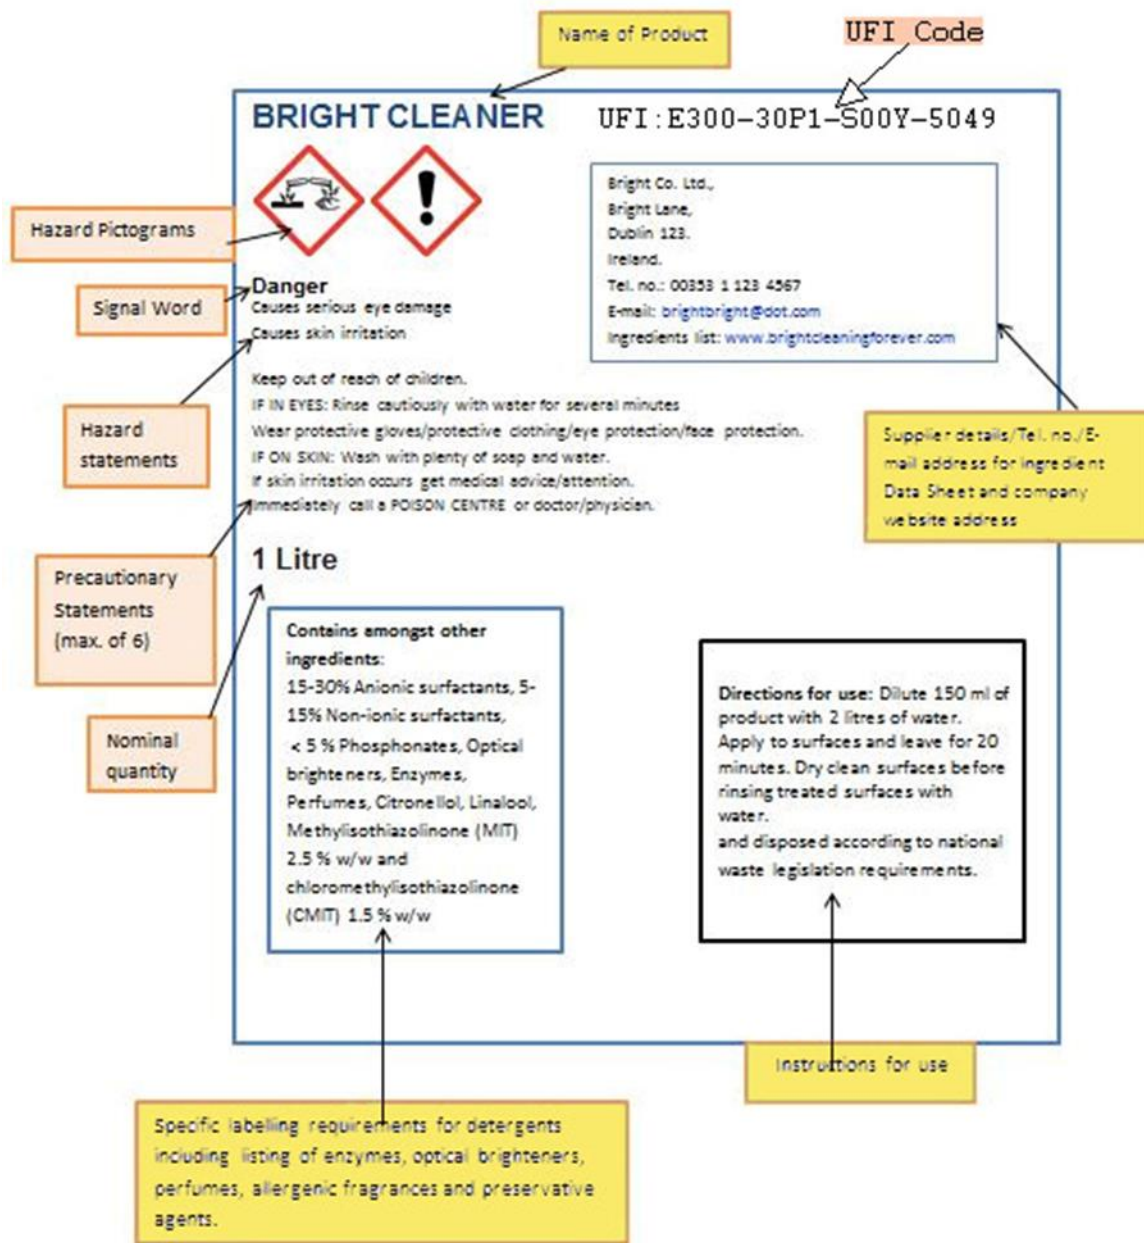 Name of Product
UFI Code
BRIGHT CLEANER
UFI:E300-30P1-S00Y-5049
Hazard Pictograms
Bright Co. Ltd.,
Bright Lane,
Dublin 123.
Ireland.
Tel. no.: 00353 1 123 4567
E-mail: brightbright@dot.com
Ingredients list: www.brightcleaningforever.com
Signal Word
Danger
Causes serious eye damage
Causes skin irritation
Hazard
statements
Keep out of reach of children.
IF IN EYES: Rinse cautiously with water for several minutes
Wear protective gloves/protective clothing/eye protection/face protection.
IF ON SKIN: Wash with plenty of soap and water.
If skin irritation occurs get medical advice/attention.
Immediately call a POISON CENTRE or doctor/physician.
Supplier details/Tel. no./E-
mail address for ingredient
Data Sheet and company
website address
Precautionary
Statements
(max. of 6)
1 Litre
Nominal
quantity
Contains amongst other
ingredients:
15-30% Anionic surfactants, 5-
15% Non-ionic surfactants,
< 5 % Phosphonates, Optical
brighteners, Enzymes,
Perfumes, Citronellol, Linalool,
Methylisothiazolinone (MIT)
2.5 % w/w and
chloromethylisothiazolinone
(CMIT) 1.5 % w/w
Directions for use: Dilute 150 ml of
product with 2 litres of water.
Apply to surfaces and leave for 20
minutes. Dry clean surfaces before
rinsing treated surfaces with
water.
and disposed according to national
waste legislation requirements.
Instructions for use
Specific labelling requirements for detergents
including listing of enzymes, optical brighteners,
perfumes, allergenic fragrances and preservative
agents.